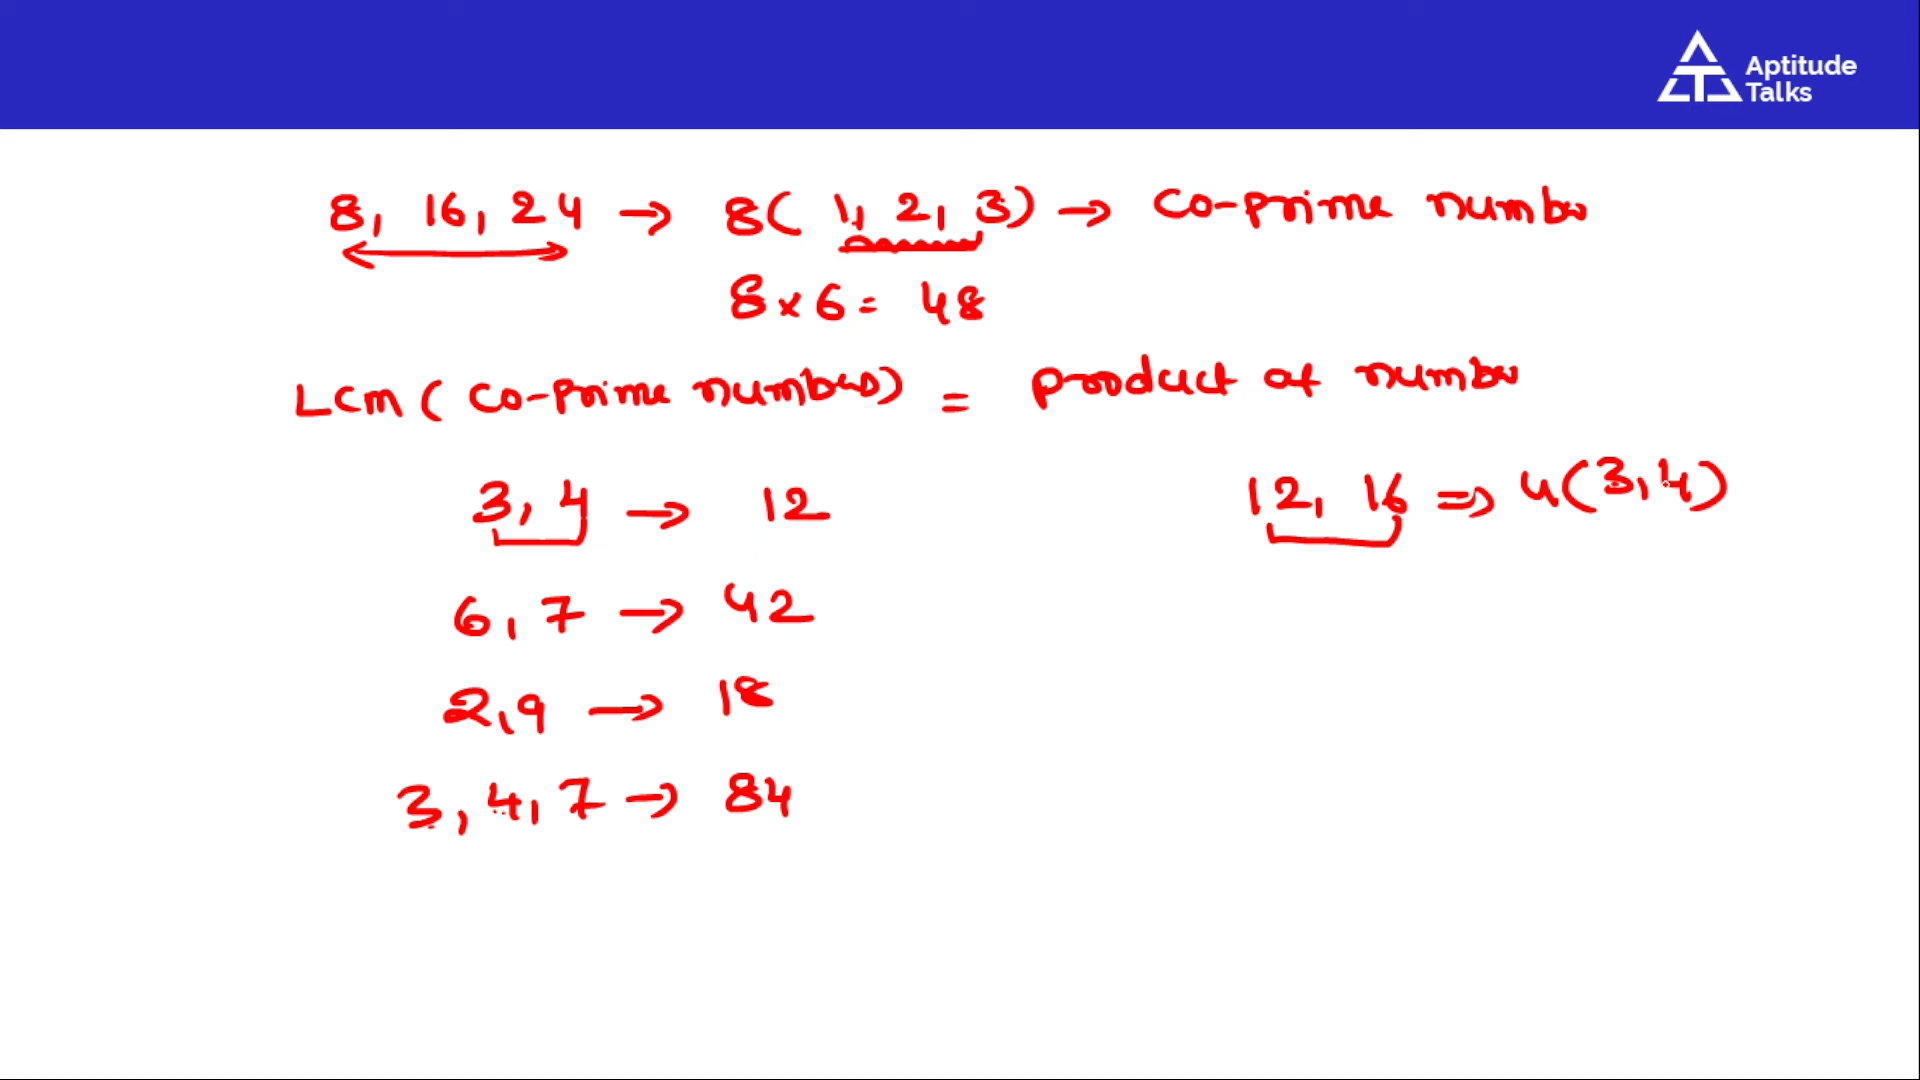 Aptitude
Talks
8, 16, 24 → 8( 1, 2, 3) → Co-prime number
8 × 6 = 48
LCM ( Co-prime numbers) = product of number
3, 4 → 12
12, 16 ⇒ 4(3,4)
6, 7 → 42
2,9 → 18
3, 4, 7 → 84